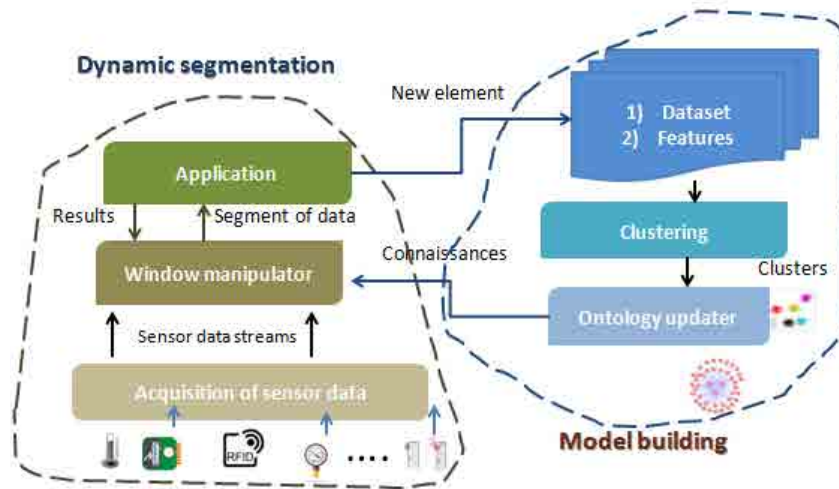 Dynamic segmentation
New element
1) Dataset
2) Features
Application
Results
Segment of data
Clustering
Window manipulator
Connaissances
Clusters
Ontology updater
Sensor data streams
Acquisition of sensor data
RFID
Model building